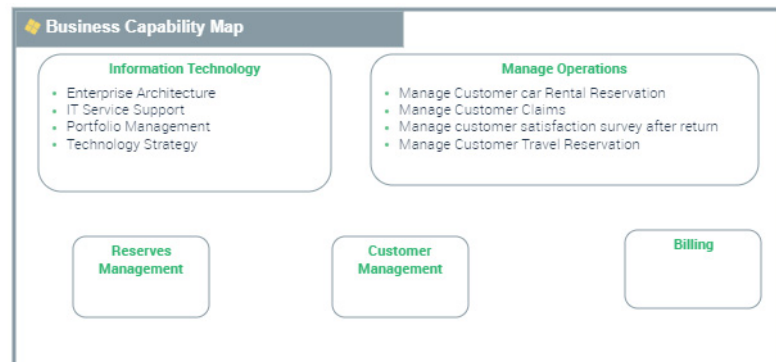 Business Capability Map
Information Technology
• Enterprise Architecture
• IT Service Support
• Portfolio Management
• Technology Strategy
Manage Operations
• Manage Customer car Rental Reservation
• Manage Customer Claims
• Manage customer satisfaction survey after return
• Manage Customer Travel Reservation
Reserves
Management
Customer
Management
Billing